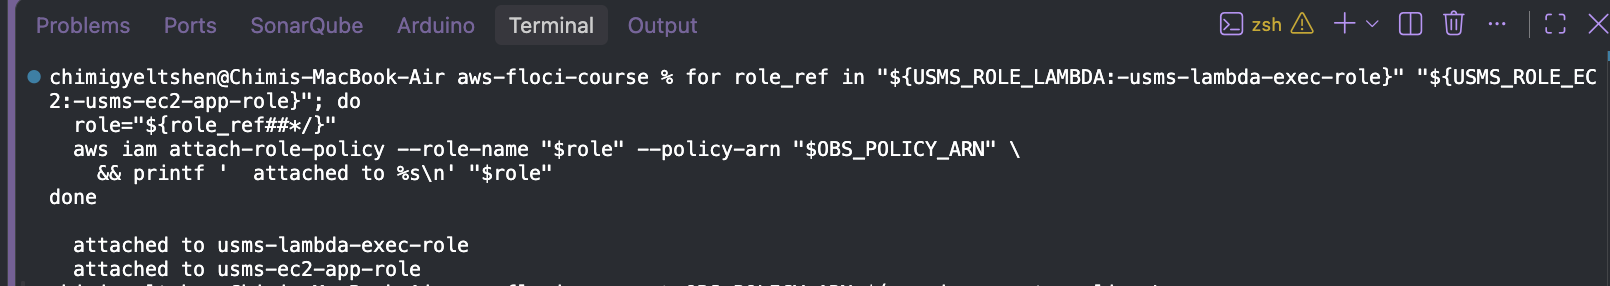 Problems Ports SonarQube Arduino Terminal Output zsh
chimigyeltshen@Chimis-MacBook-Air aws-floci-course % for role_ref in "${USMS_ROLE_LAMBDA:-usms-lambda-exec-role}" "${USMS_ROLE_EC
2:-usms-ec2-app-role}"; do
  role="${role_ref##*/}"
  aws iam attach-role-policy --role-name "$role" --policy-arn "$OBS_POLICY_ARN" \
    && printf '  attached to %s\n' "$role"
done
  attached to usms-lambda-exec-role
  attached to usms-ec2-app-role